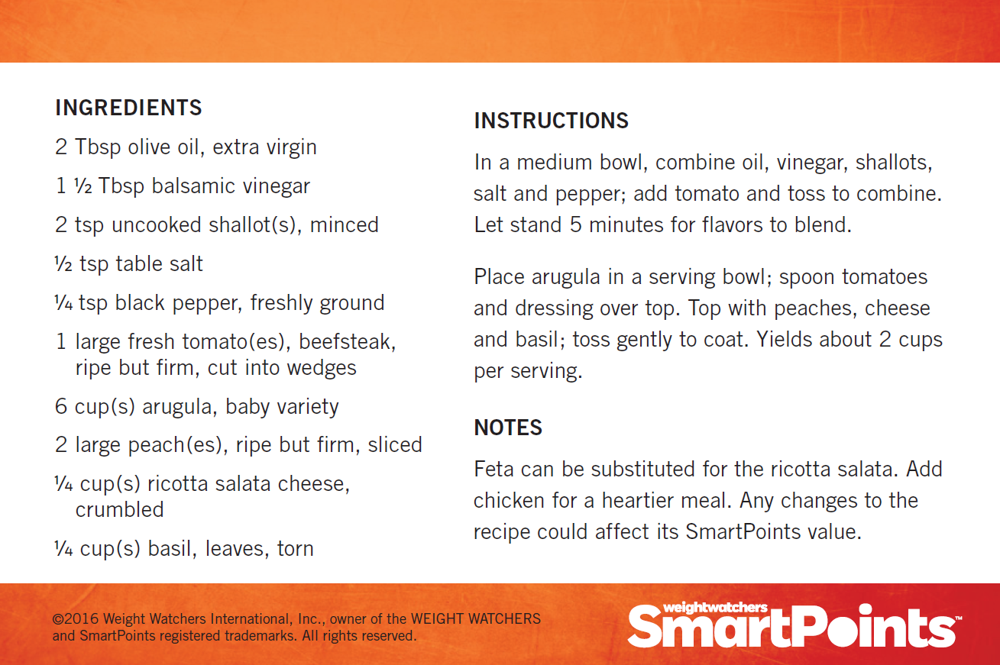 INGREDIENTS
2 Tbsp olive oil, extra virgin
1 ½ Tbsp balsamic vinegar
2 tsp uncooked shallot(s), minced
½ tsp table salt
¼ tsp black pepper, freshly ground
1 large fresh tomato(es), beefsteak,
ripe but firm, cut into wedges
6 cup(s) arugula, baby variety
2 large peach(es), ripe but firm, sliced
¼ cup(s) ricotta salata cheese,
crumbled
¼ cup(s) basil, leaves, torn
INSTRUCTIONS
In a medium bowl, combine oil, vinegar, shallots,
salt and pepper; add tomato and toss to combine.
Let stand 5 minutes for flavors to blend.
Place arugula in a serving bowl; spoon tomatoes
and dressing over top. Top with peaches, cheese
and basil; toss gently to coat. Yields about 2 cups
per serving.
NOTES
Feta can be substituted for the ricotta salata. Add
chicken for a heartier meal. Any changes to the
recipe could affect its SmartPoints value.
©2016 Weight Watchers International, Inc., owner of the WEIGHT WATCHERS
and SmartPoints registered trademarks. All rights reserved.
weightwatchers
SmartPoints™